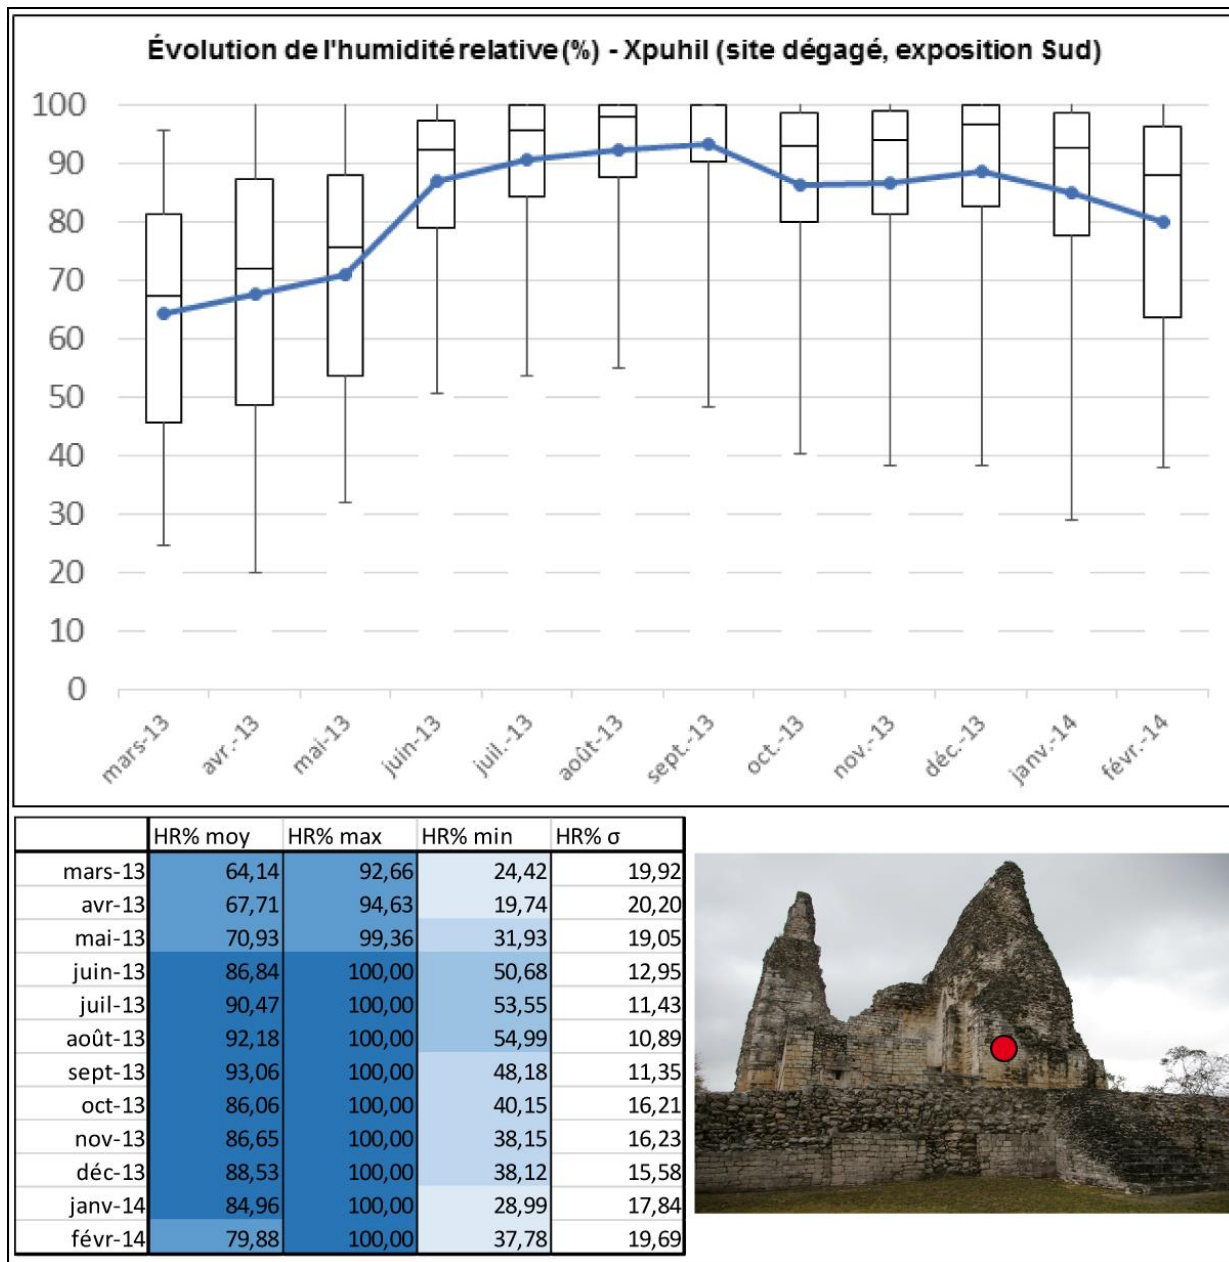 Évolution de l'humidité relative (%) - Xpuhil (site dégagé, exposition Sud)
100
90
80
70
60
50
40
30
20
10
0
mars-13 avr.-13 mai-13 juin-13 juil.-13 août-13 sept.-13 oct.-13 nov.-13 déc.-13 janv.-14 févr.-14
HR% moy HR% max HR% min HR% σ
mars-13 64,14 92,66 24,42 19,92
avr-13 67,71 94,63 19,74 20,20
mai-13 70,93 99,36 31,93 19,05
juin-13 86,84 100,00 50,68 12,95
juil-13 90,47 100,00 53,55 11,43
août-13 92,18 100,00 54,99 10,89
sept-13 93,06 100,00 48,18 11,35
oct-13 86,06 100,00 40,15 16,21
nov-13 86,65 100,00 38,15 16,23
déc-13 88,53 100,00 38,12 15,58
janv-14 84,96 100,00 28,99 17,84
févr-14 79,88 100,00 37,78 19,69